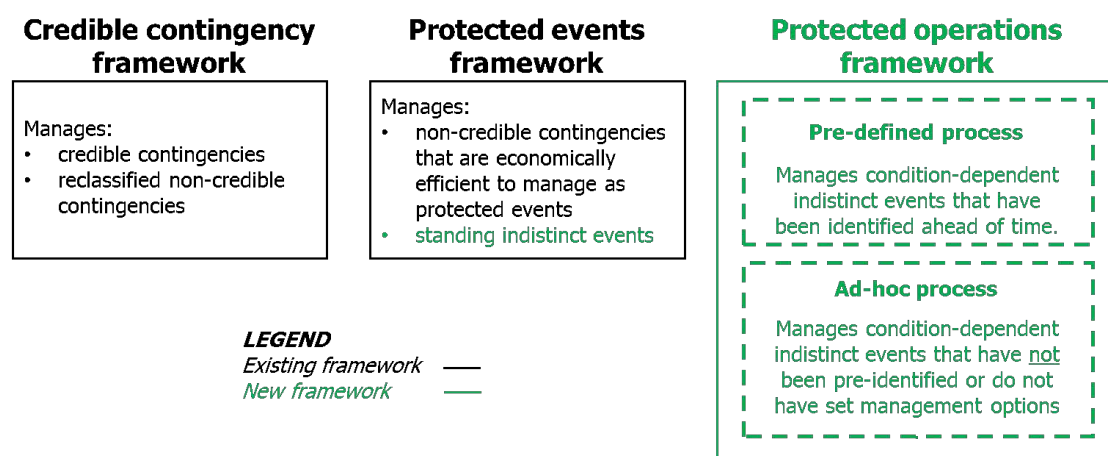 Credible contingency
framework
Manages:
• credible contingencies
• reclassified non-credible
contingencies
Protected events
framework
Manages:
• non-credible contingencies
that are economically
efficient to manage as
protected events
• standing indistinct events
Protected operations
framework
Pre-defined process
Manages condition-dependent
indistinct events that have
been identified ahead of time.
Ad-hoc process
Manages condition-dependent
indistinct events that have not
been pre-identified or do not
have set management options
LEGEND
Existing framework
New framework